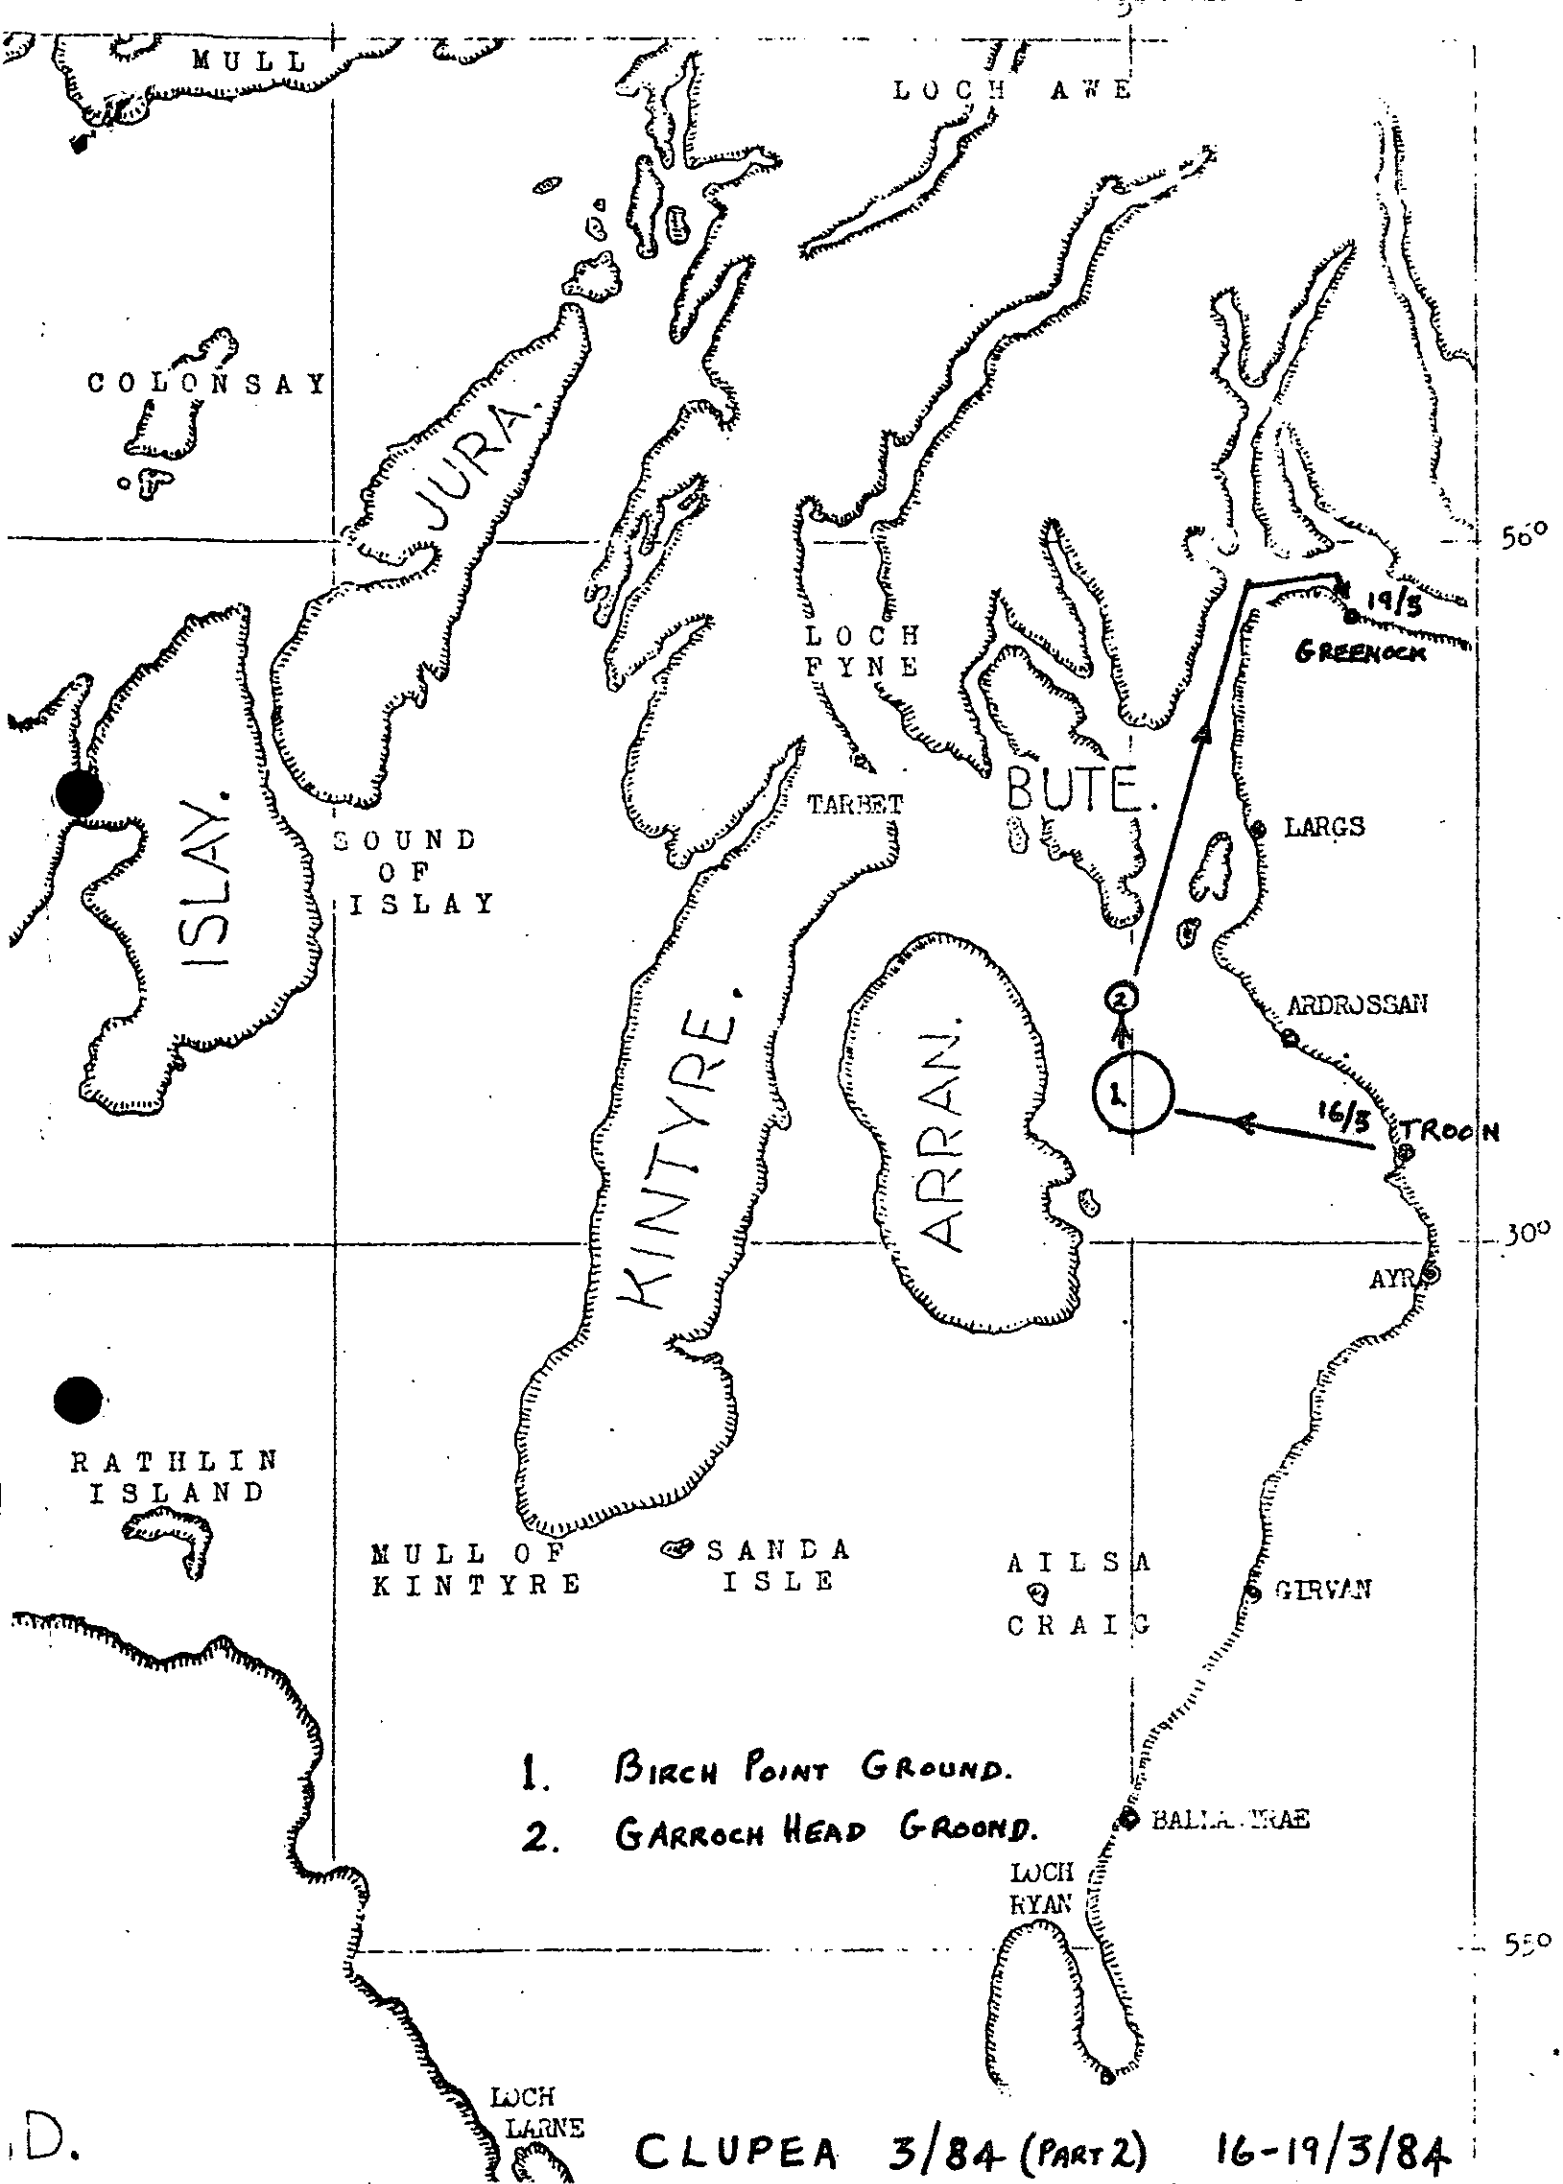 MULL
LOCH AWE
COLONSAY
JURA.
56°
19/3
GREENOCK
LOCH
FYNE
BUTE.
TARBET
LARGS
ISLAY.
SOUND
OF
ISLAY
KINTYRE.
ARRAN.
2
ARDROSSAN
1
16/3
TROON
30°
AYR
RATHLIN
ISLAND
MULL OF
KINTYRE
SANDA
ISLE
AILSA
CRAIG
GIRVAN
1. BIRCH POINT GROUND.
2. GARROCH HEAD GROOND.
BALLANTRAE
LOCH
RYAN
55°
LOCH
LARNE
D.
CLUPEA 3/84 (PART 2) 16-19/3/84